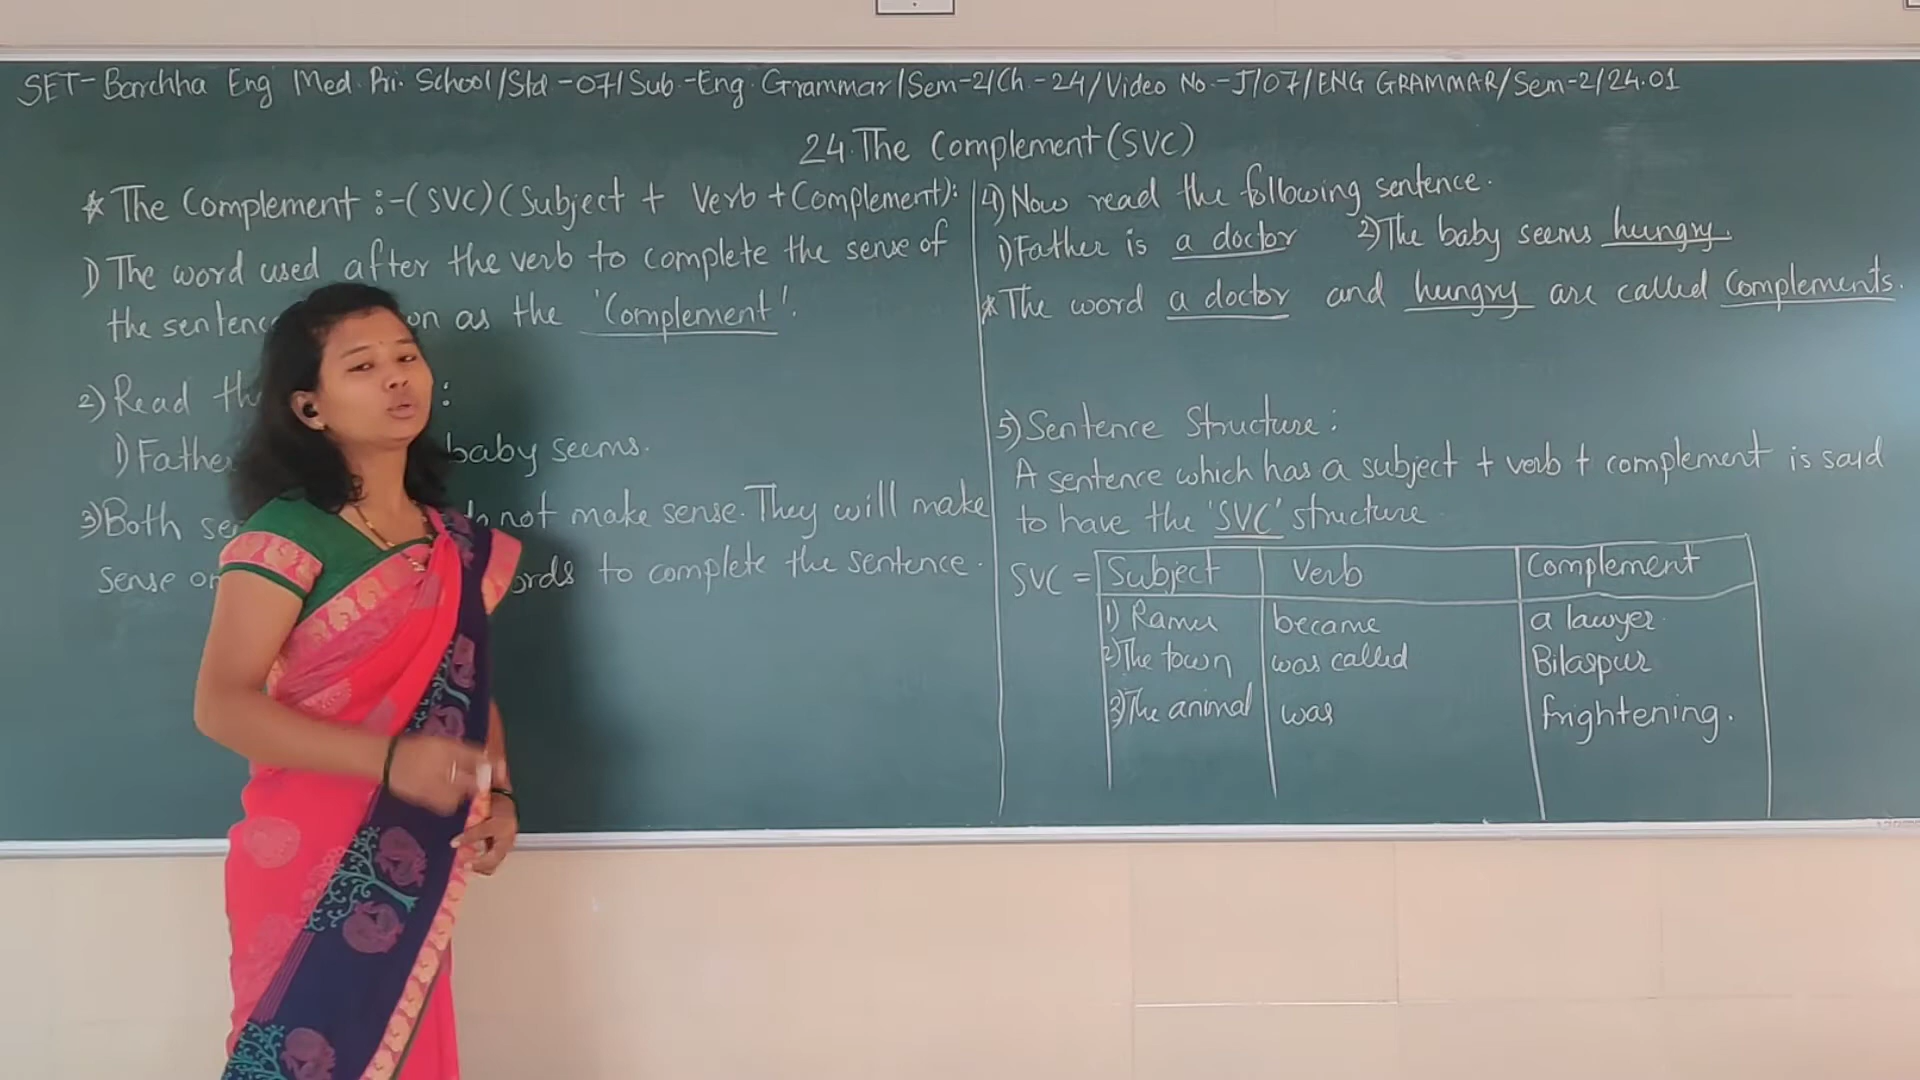 SET-Barchha Eng Med. Pri. School/Std-07/Sub.-Eng. Grammar/Sem-2/Ch.-24/Video No.-J/07/ENG GRAMMAR/Sem-2/24.01
24.The Complement(SVC)
* The Complement :-(SVC)(Subject + Verb + Complement):
1) The word used after the verb to complete the sense of
the sentence on as the 'Complement'.
2) Read :
1) Father baby seems.
3) Both not make sense. They will make
sense to complete the sentence.
4) Now read the following sentence.
1) Father is a doctor 2) The baby seems hungry.
* The word a doctor and hungry are called Complements.
5) Sentence Structure:
A sentence which has a subject + verb + complement is said
to have the 'SVC' structure
SVC = Subject Verb Complement
1) Ramu became a lawyer.
2) The town was called Bilaspur
3) The animal was frightening.